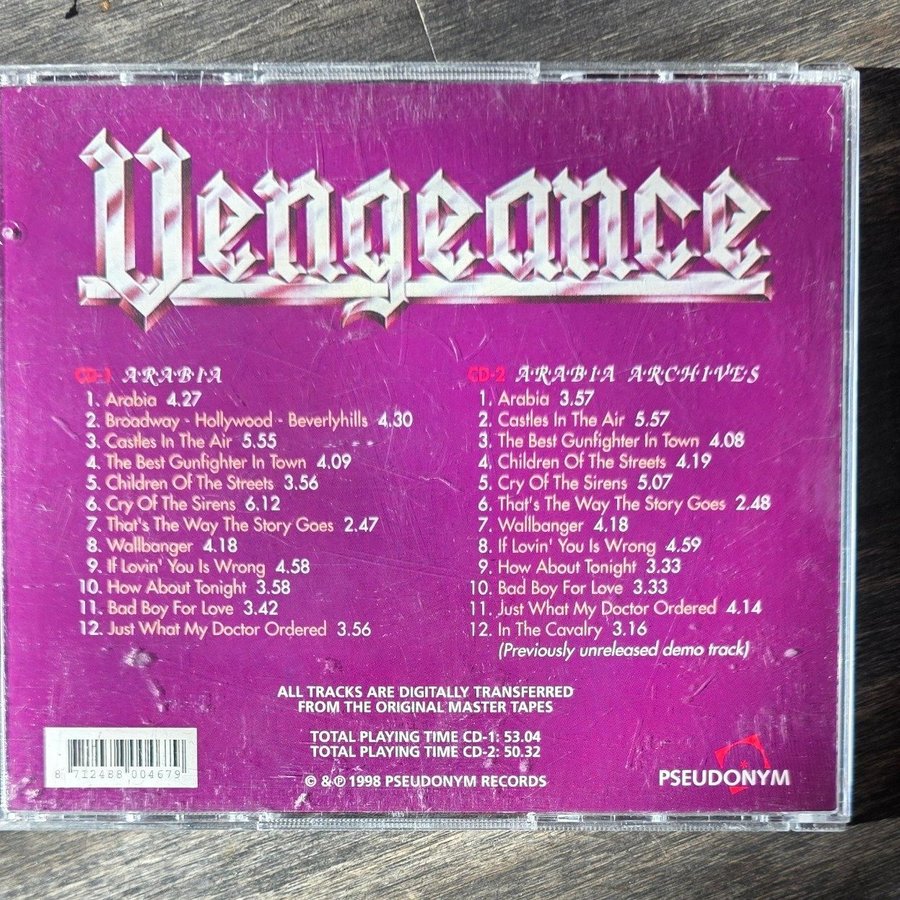 Vengeance
CD-1 ARABIA
1. Arabia 4.27
2. Broadway - Hollywood - Beverlyhills 4.30
3. Castles In The Air 5.55
4. The Best Gunfighter In Town 4.09
5. Children Of The Streets 3.56
6. Cry Of The Sirens 6.12
7. That's The Way The Story Goes 2.47
8. Wallbanger 4.18
9. If Lovin' You Is Wrong 4.58
10. How About Tonight 3.58
11. Bad Boy For Love 3.42
12. Just What My Doctor Ordered 3.56
CD-2 ARABIA ARCHIVES
1. Arabia 3.57
2. Castles In The Air 5.57
3. The Best Gunfighter In Town 4.08
4. Children Of The Streets 4.19
5. Cry Of The Sirens 5.07
6. That's The Way The Story Goes 2.48
7. Wallbanger 4.18
8. If Lovin' You Is Wrong 4.59
9. How About Tonight 3.33
10. Bad Boy For Love 3.33
11. Just What My Doctor Ordered 4.14
12. In The Cavalry 3.16
(Previously unreleased demo track)
ALL TRACKS ARE DIGITALLY TRANSFERRED
FROM THE ORIGINAL MASTER TAPES
TOTAL PLAYING TIME CD-1: 53.04
TOTAL PLAYING TIME CD-2: 50.32
© & ℗ 1998 PSEUDONYM RECORDS
8 712488 004679
PSEUDONYM